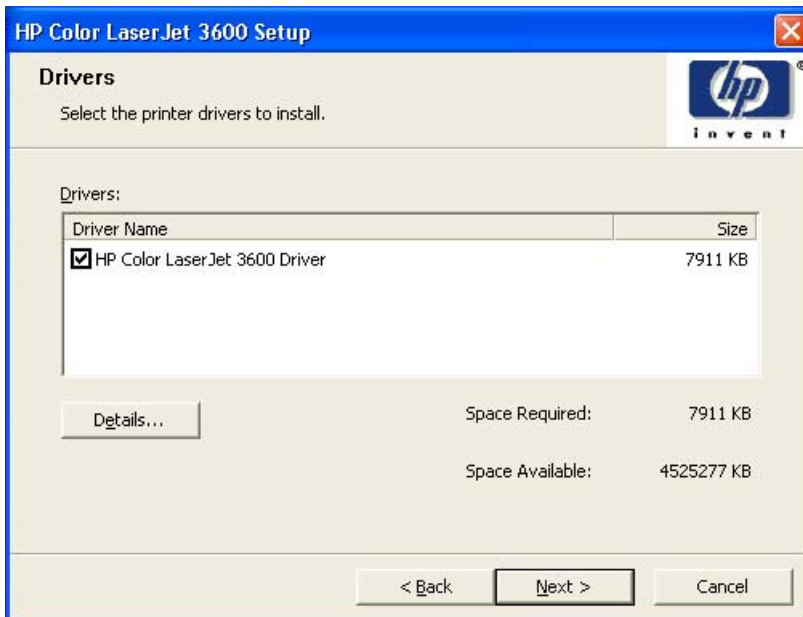 HP Color LaserJet 3600 Setup
Drivers
Select the printer drivers to install.
hp
®
invent
Drivers:
Driver Name Size
HP Color LaserJet 3600 Driver 7911 KB
Details...
Space Required: 7911 KB
Space Available: 4525277 KB
< Back Next > Cancel